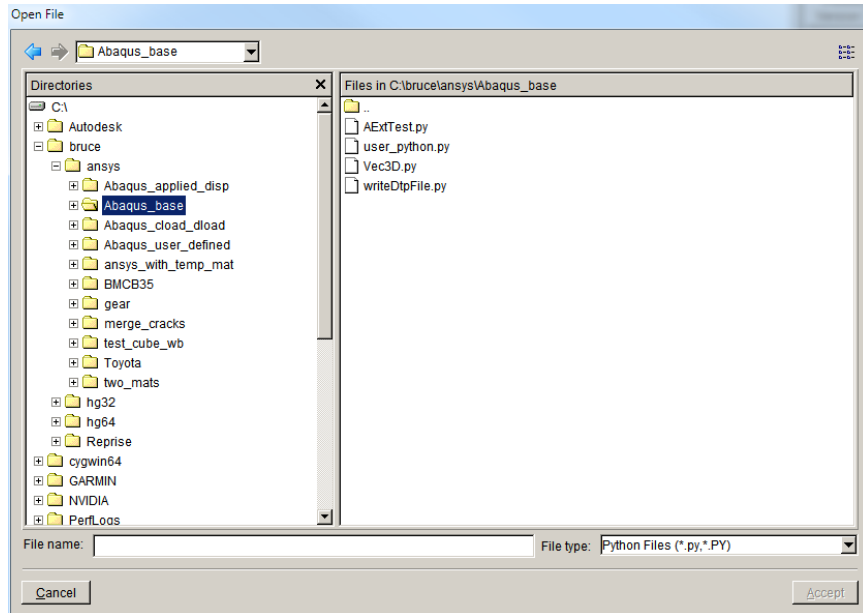 Open File
Abaqus_base
Directories
Files in C:\bruce\ansys\Abaqus_base
C:\
Autodesk
bruce
ansys
Abaqus_applied_disp
Abaqus_base
Abaqus_cload_dload
Abaqus_user_defined
ansys_with_temp_mat
BMCB35
gear
merge_cracks
test_cube_wb
Toyota
two_mats
hg32
hg64
Reprise
cygwin64
GARMIN
NVIDIA
PerfLogs
..
AExtTest.py
user_python.py
Vec3D.py
writeDtpFile.py
File name:
File type: Python Files (*.py,*.PY)
Cancel
Accept